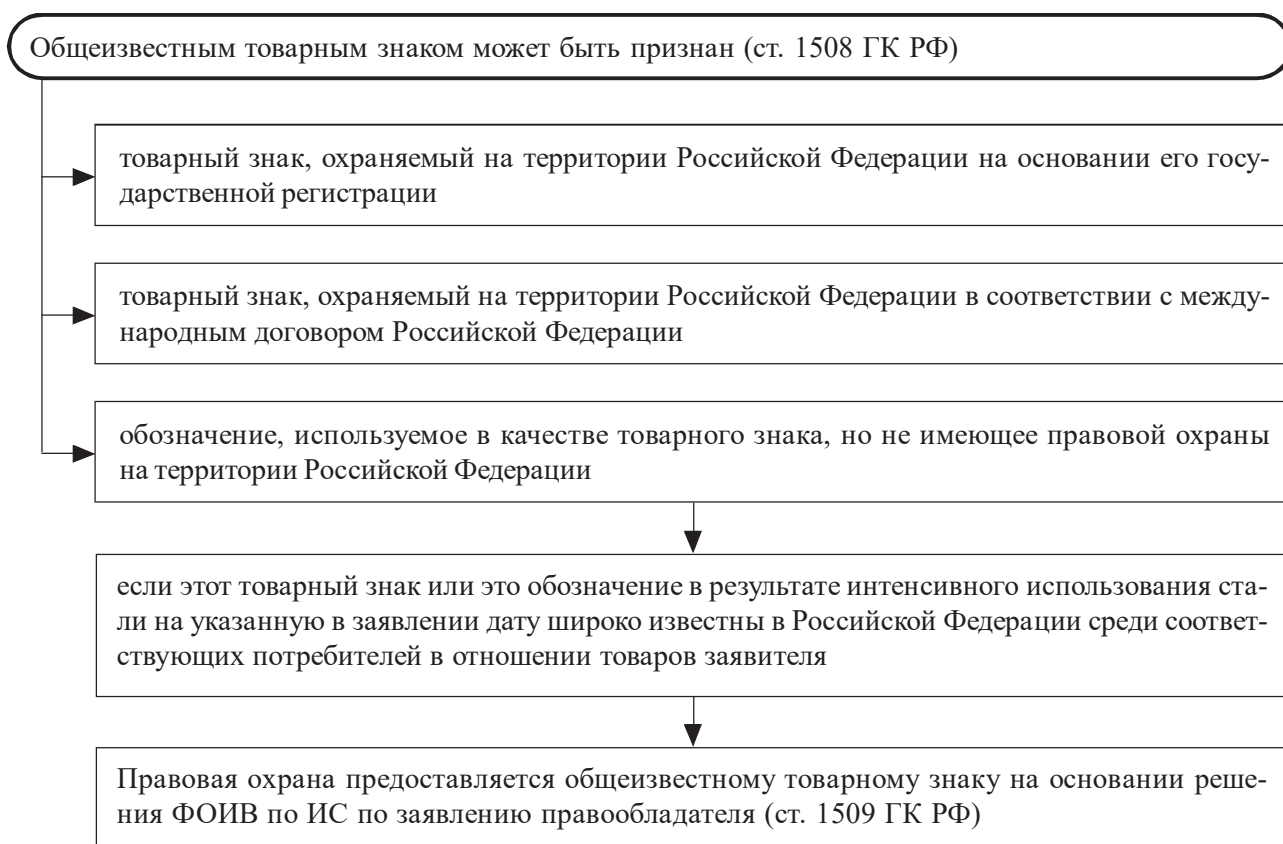 Общеизвестным товарным знаком может быть признан (ст. 1508 ГК РФ)
товарный знак, охраняемый на территории Российской Федерации на основании его госу-
дарственной регистрации
товарный знак, охраняемый на территории Российской Федерации в соответствии с между-
народным договором Российской Федерации
обозначение, используемое в качестве товарного знака, но не имеющее правовой охраны
на территории Российской Федерации
если этот товарный знак или это обозначение в результате интенсивного использования ста-
ли на указанную в заявлении дату широко известны в Российской Федерации среди соответ-
ствующих потребителей в отношении товаров заявителя
Правовая охрана предоставляется общеизвестному товарному знаку на основании реше-
ния ФОИВ по ИС по заявлению правообладателя (ст. 1509 ГК РФ)